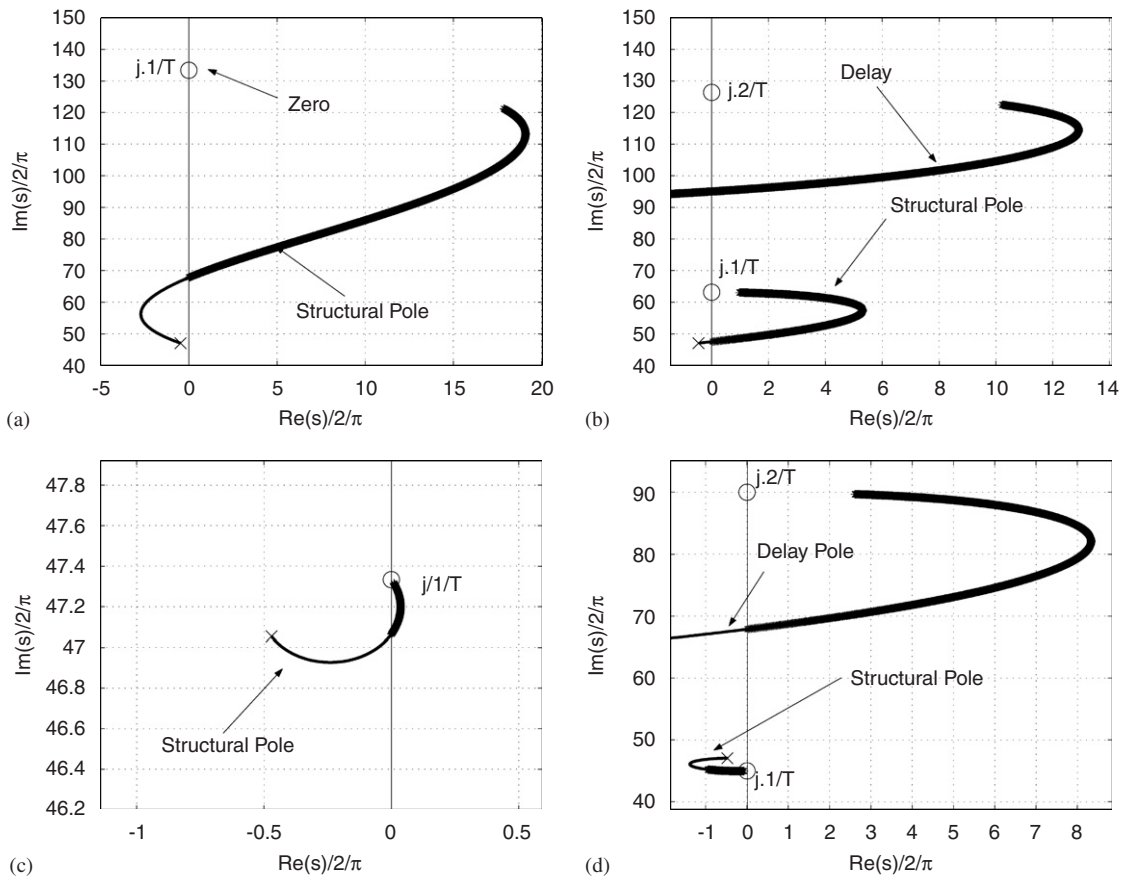 (a)
Im(s)/2/π
150
140
130
120
110
100
90
80
70
60
50
40
j.1/T
Zero
Structural Pole
-5 0 5 10 15 20
Re(s)/2/π
(b)
Im(s)/2/π
150
140
130
120
110
100
90
80
70
60
50
40
j.2/T
Delay
Structural Pole
j.1/T
0 2 4 6 8 10 12 14
Re(s)/2/π
(c)
Im(s)/2/π
47.8
47.6
47.4
47.2
47
46.8
46.6
46.4
46.2
j/1/T
Structural Pole
-1 -0.5 0 0.5
Re(s)/2/π
(d)
Im(s)/2/π
90
80
70
60
50
40
j.2/T
Delay Pole
Structural Pole
j.1/T
-1 0 1 2 3 4 5 6 7 8
Re(s)/2/π